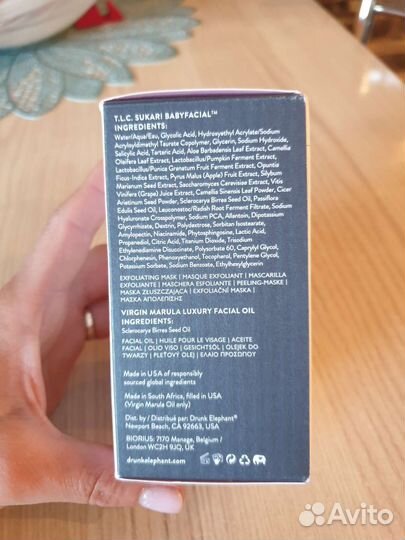 T.L.C. SUKARI BABYFACIAL™
INGREDIENTS:
Water/Aqua/Eau, Glycolic Acid, Hydroxyethyl Acrylate/Sodium
Acryloyldimethyl Taurate Copolymer, Glycerin, Sodium Hydroxide,
Salicylic Acid, Tartaric Acid, Aloe Barbadensis Leaf Extract, Camellia
Oleifera Leaf Extract, Lactobacillus/Pumpkin Ferment Extract,
Lactobacillus/Punica Granatum Fruit Ferment Extract, Opuntia
Ficus-Indica Extract, Pyrus Malus (Apple) Fruit Extract, Silybum
Marianum Seed Extract, Saccharomyces Cerevisiae Extract, Vitis
Vinifera (Grape) Juice Extract, Camellia Sinensis Leaf Powder, Cicer
Arietinum Seed Powder, Sclerocarya Birrea Seed Oil, Passiflora
Edulis Seed Oil, Leuconostoc/Radish Root Ferment Filtrate, Sodium
Hyaluronate Crosspolymer, Sodium PCA, Allantoin, Dipotassium
Glycyrrhizate, Dextrin, Polydextrose, Sorbitan Isostearate,
Amylopectin, Niacinamide, Phytosphingosine, Lactic Acid,
Propanediol, Citric Acid, Titanium Dioxide, Trisodium
Ethylenediamine Disuccinate, Polysorbate 60, Caprylyl Glycol,
Chlorphenesin, Phenoxyethanol, Tocopherol, Pentylene Glycol,
Potassium Sorbate, Sodium Benzoate, Ethylhexylglycerin
EXFOLIATING MASK | MASQUE EXFOLIANT | MASCARILLA
EXFOLIANTE | MASCHERA ESFOLIANTE | PEELING-MASKE |
MASKA ZŁUSZCZAJĄCA | EXFOLIAČNÍ MASKA |
ΜΑΣΚΑ ΑΠΟΛΕΠΙΣΗΣ
VIRGIN MARULA LUXURY FACIAL OIL
INGREDIENTS:
Sclerocarya Birrea Seed Oil
FACIAL OIL | HUILE POUR LE VISAGE | ACEITE
FACIAL | OLIO VISO | GESICHTSÖL | OLEJEK DO
TWARZY | PLEŤOVÝ OLEJ | ΕΛΑΙΟ ΠΡΟΣΩΠΟΥ
Made in USA of responsibly
sourced global ingredients
Made in South Africa, filled in USA
(Virgin Marula Oil only)
Dist. by / Distribué par: Drunk Elephant®
Newport Beach, CA 92663, USA
BIORIUS: 7170 Manage, Belgium /
London WC2H 9JQ, UK
drunkelephant.com
Avito